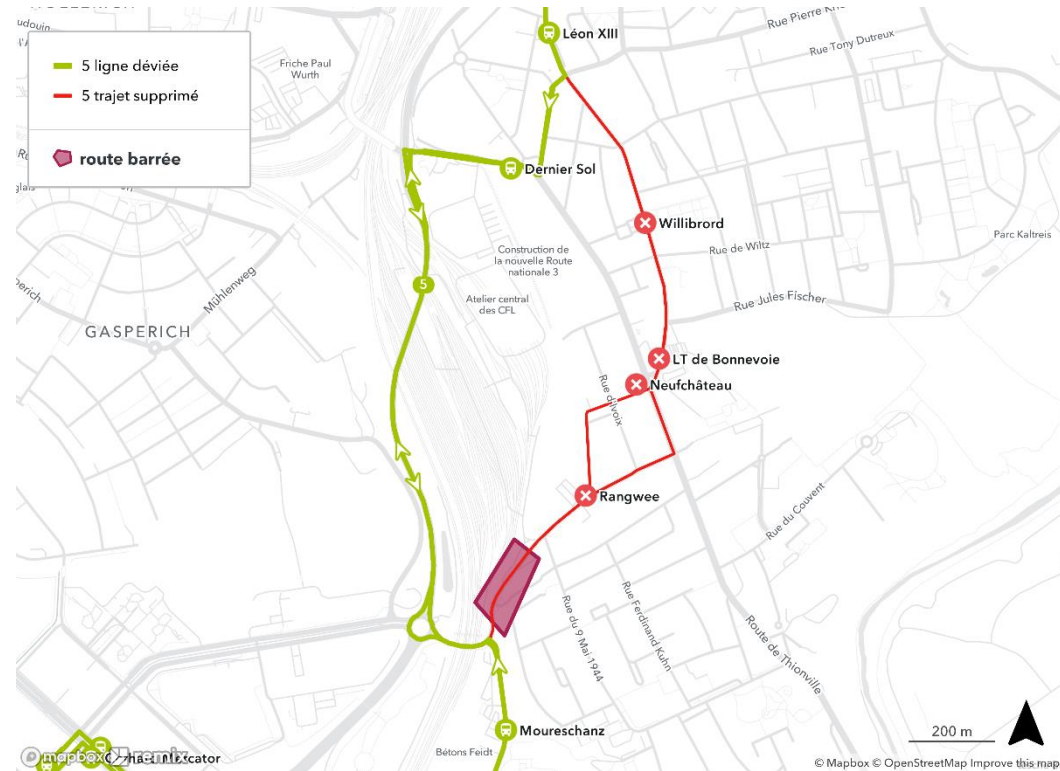 5 ligne déviée
5 trajet supprimé
route barrée
Léon XIII
Rue Tony Dutreux
Friche Paul
Wurth
Dernier Sol
Willibrord
Parc Kaltreis
Rue de Wiltz
Construction de
la nouvelle Route
nationale 3
5
Mühlenweg
Atelier central
des CFL
Rue Jules Fischer
GASPERICH
LT de Bonnevoie
Neufchâteau
Rue d'Ivoix
Rangwee
Rue du Couvent
Rue du 9 Mai 1944
Rue Ferdinand Kuhn
Route de Thionville
Moureschanz
200 m
Bétons Feidt
mapbox
remix
© Mapbox © OpenStreetMap Improve this map